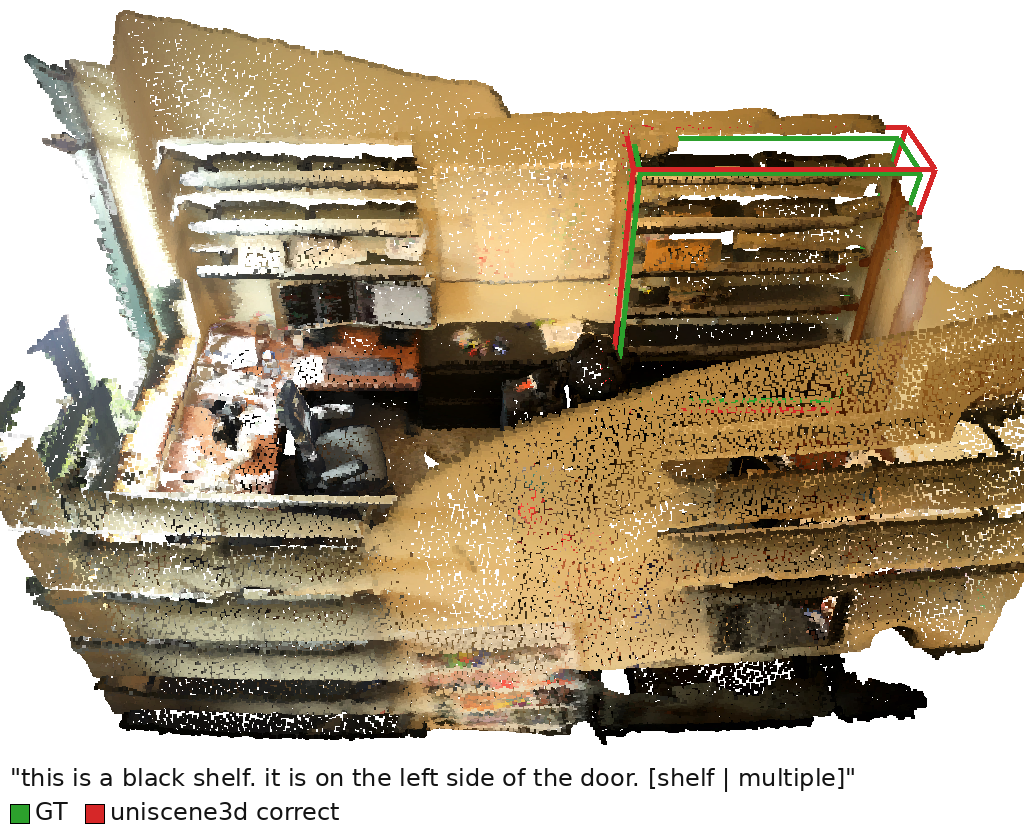 "this is a black shelf. it is on the left side of the door. [shelf | multiple]"
GT uniscene3d correct